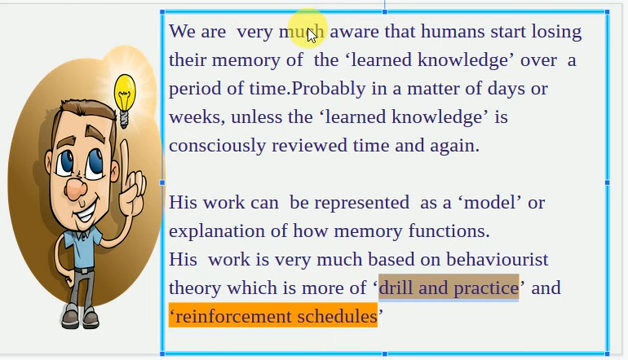 We are very much aware that humans start losing
their memory of the ‘learned knowledge’ over a
period of time.Probably in a matter of days or
weeks, unless the ‘learned knowledge’ is
consciously reviewed time and again.
His work can be represented as a ‘model’ or
explanation of how memory functions.
His work is very much based on behaviourist
theory which is more of ‘drill and practice’ and
‘reinforcement schedules’